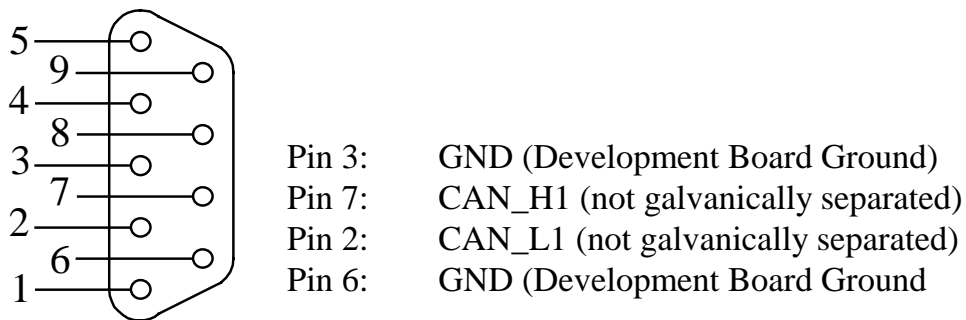 5
9
4
8
3
7
2
6
1
Pin 3: GND (Development Board Ground)
Pin 7: CAN_H1 (not galvanically separated)
Pin 2: CAN_L1 (not galvanically separated)
Pin 6: GND (Development Board Ground